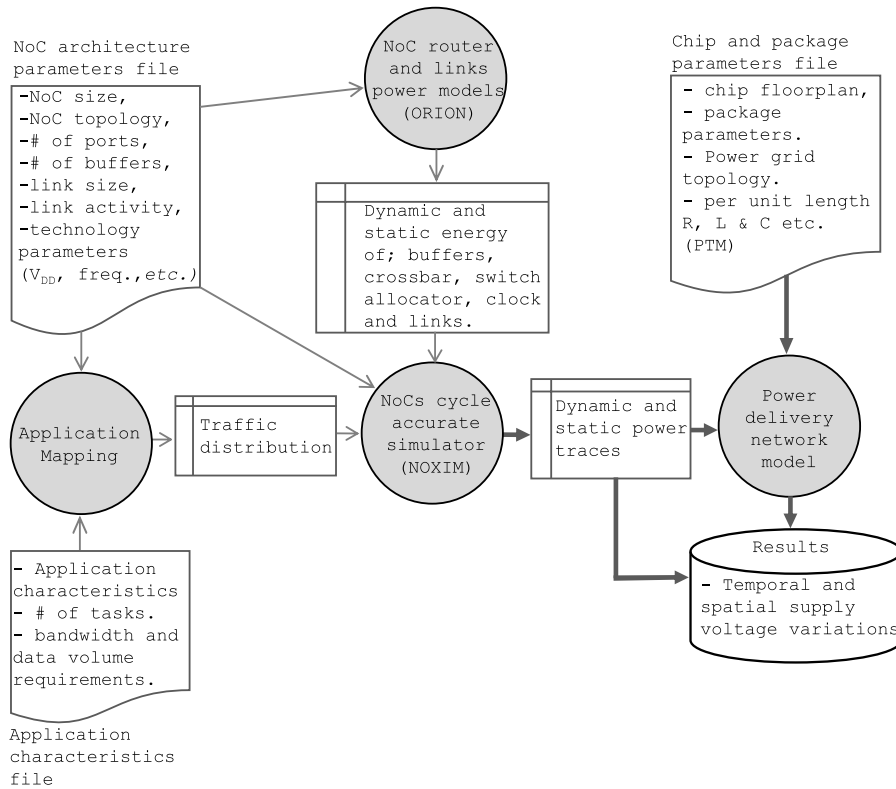 NoC architecture
parameters file
-NoC size,
-NoC topology,
-# of ports,
-# of buffers,
-link size,
-link activity,
-technology
parameters
(VDD, freq.,etc.)
NoC router
and links
power models
(ORION)
Chip and package
parameters file
- chip floorplan,
- package
parameters.
- Power grid
topology.
- per unit length
R, L & C etc.
(PTM)
Dynamic and
static energy
of; buffers,
crossbar, switch
allocator, clock
and links.
Application
Mapping
Traffic
distribution
NoCs cycle
accurate
simulator
(NOXIM)
Dynamic and
static power
traces
Power
delivery
network
model
Results
- Temporal and
spatial supply
voltage variations
- Application
characteristics
- # of tasks.
- bandwidth and
data volume
requirements.
Application
characteristics
file